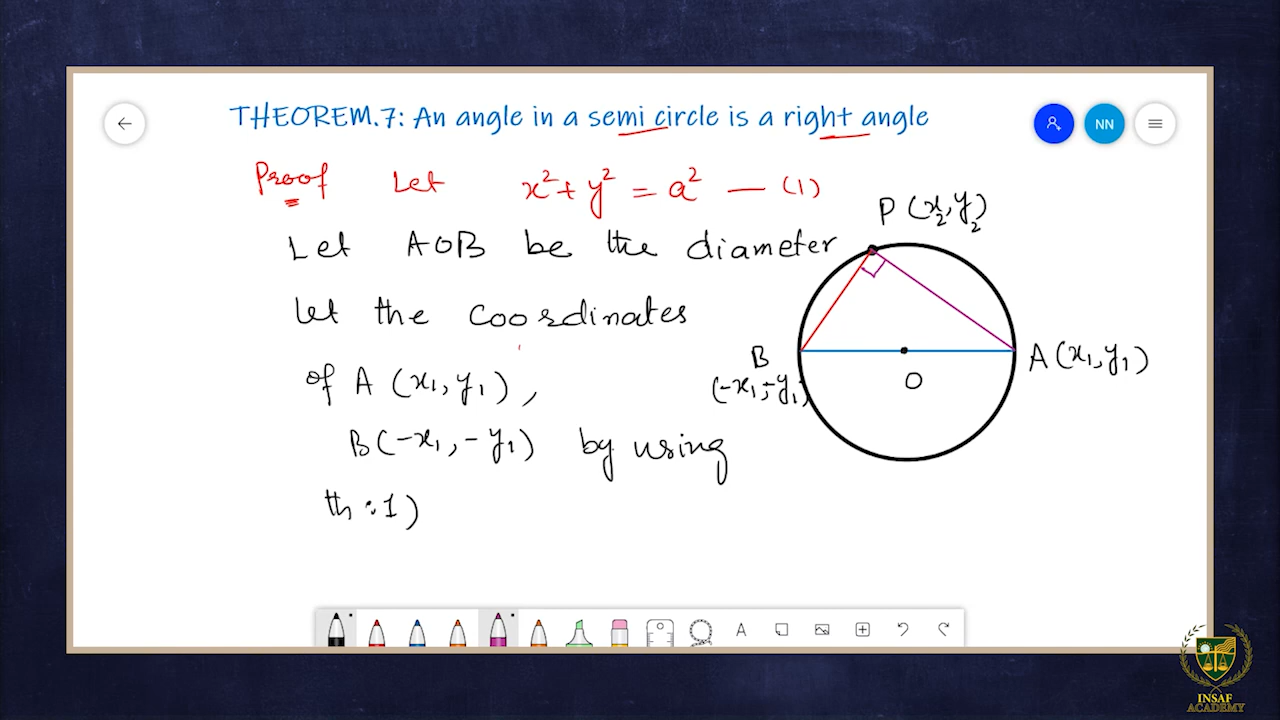 THEOREM.7: An angle in a semi circle is a right angle
NN
Proof Let x² + y² = a² — (1)
P (x₂, y₂)
Let AOB be the diameter
Let the coordinates
of A (x₁, y₁),
B (-x₁, -y₁) by using
th : 1)
B
(-x₁, -y₁)
O
A (x₁, y₁)
A
INSAF
ACADEMY